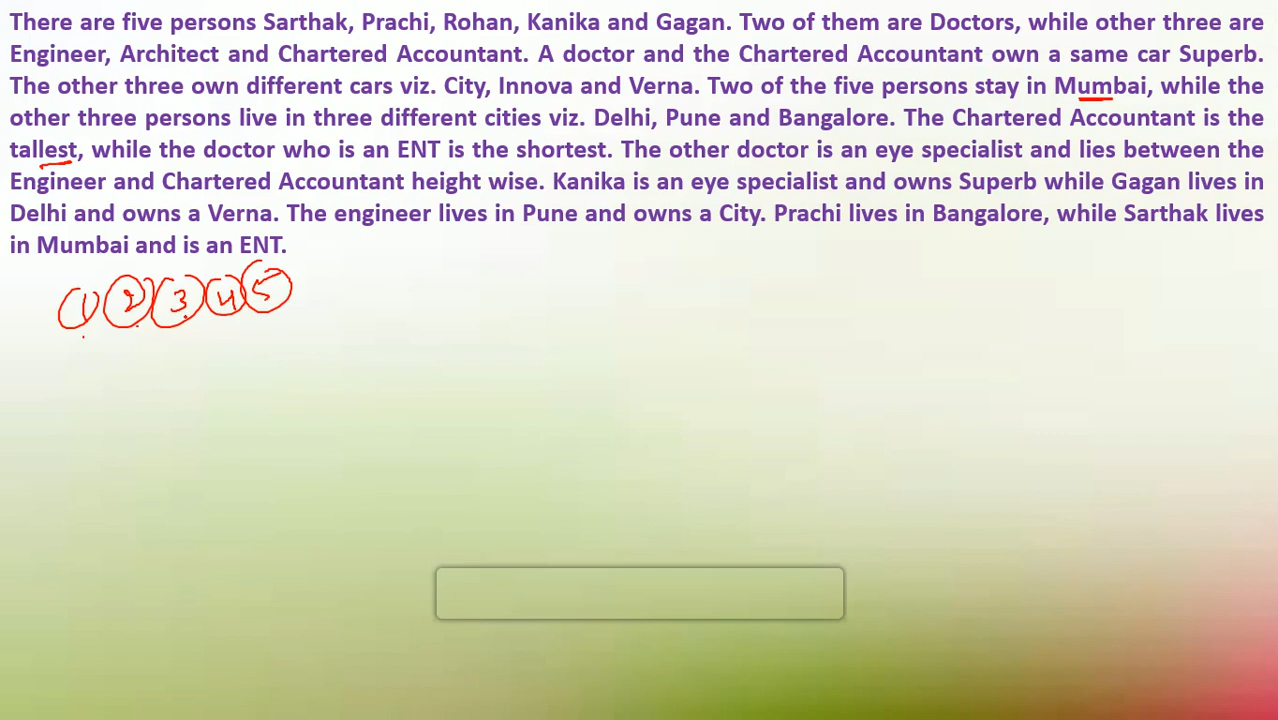 There are five persons Sarthak, Prachi, Rohan, Kanika and Gagan. Two of them are Doctors, while other three are
Engineer, Architect and Chartered Accountant. A doctor and the Chartered Accountant own a same car Superb.
The other three own different cars viz. City, Innova and Verna. Two of the five persons stay in Mumbai, while the
other three persons live in three different cities viz. Delhi, Pune and Bangalore. The Chartered Accountant is the
tallest, while the doctor who is an ENT is the shortest. The other doctor is an eye specialist and lies between the
Engineer and Chartered Accountant height wise. Kanika is an eye specialist and owns Superb while Gagan lives in
Delhi and owns a Verna. The engineer lives in Pune and owns a City. Prachi lives in Bangalore, while Sarthak lives
in Mumbai and is an ENT.
1 2 3 4 5